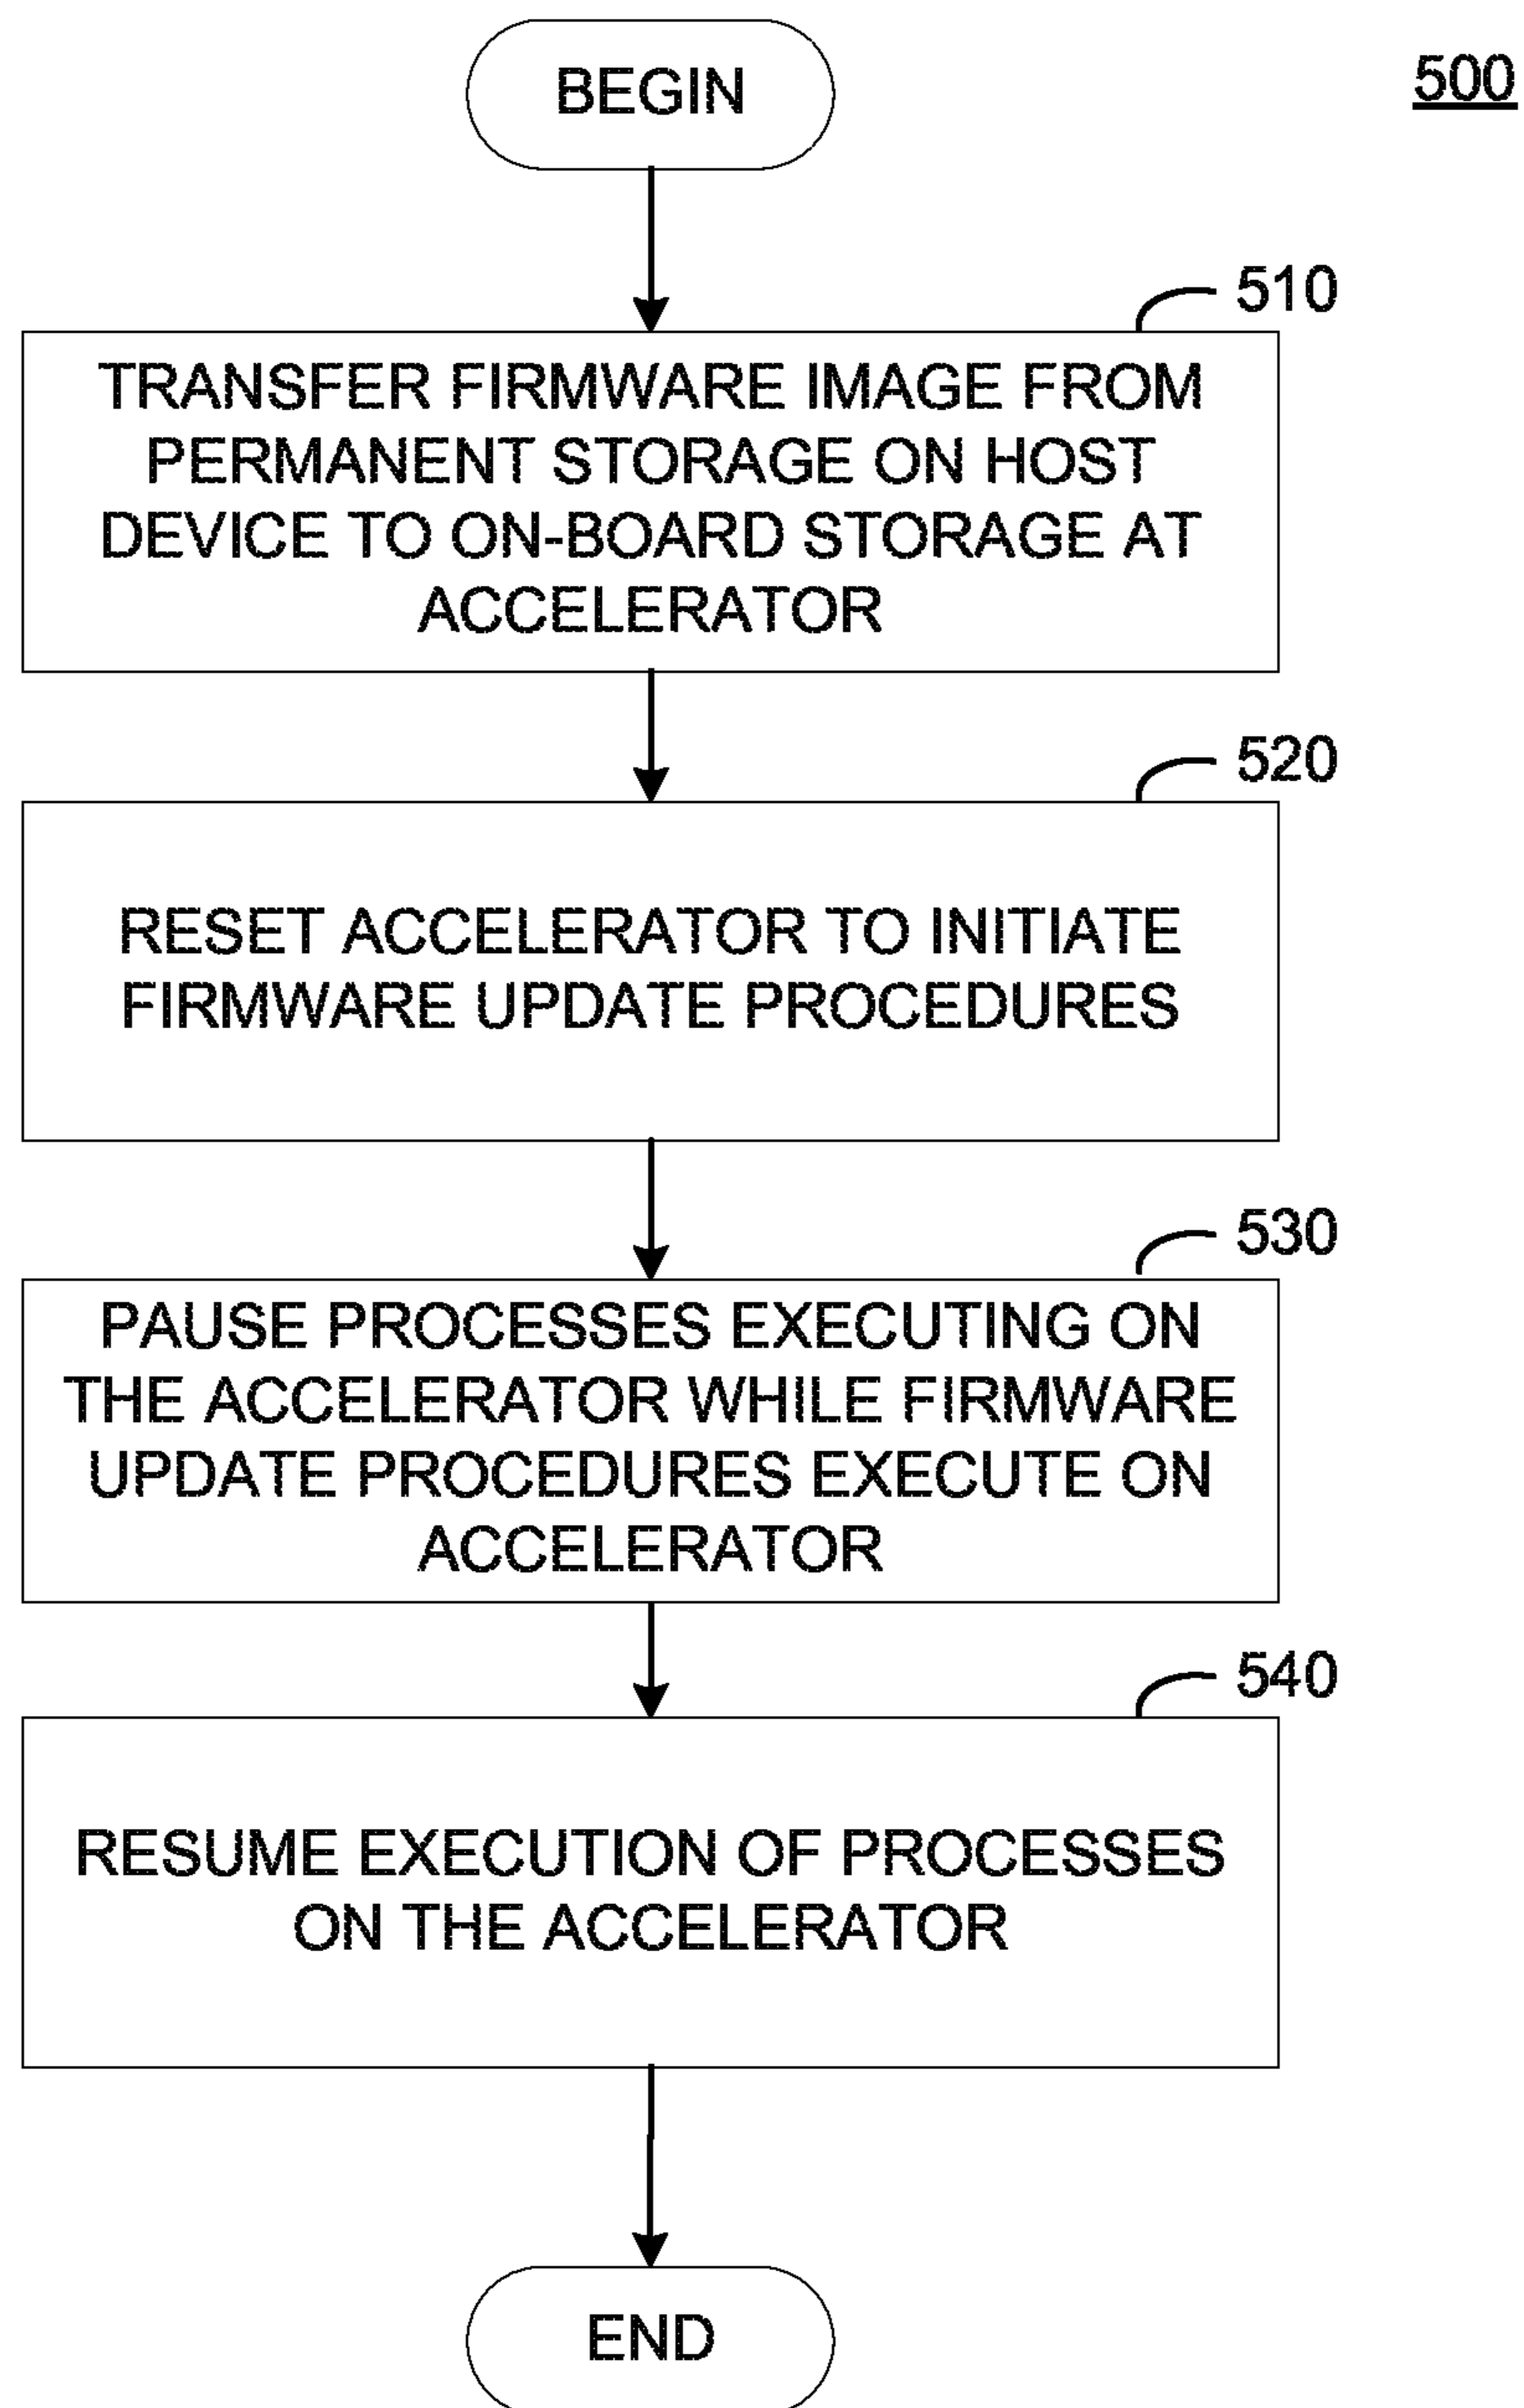 BEGIN
500
510
TRANSFER FIRMWARE IMAGE FROM
PERMANENT STORAGE ON HOST
DEVICE TO ON-BOARD STORAGE AT
ACCELERATOR
520
RESET ACCELERATOR TO INITIATE
FIRMWARE UPDATE PROCEDURES
530
PAUSE PROCESSES EXECUTING ON
THE ACCELERATOR WHILE FIRMWARE
UPDATE PROCEDURES EXECUTE ON
ACCELERATOR
540
RESUME EXECUTION OF PROCESSES
ON THE ACCELERATOR
END